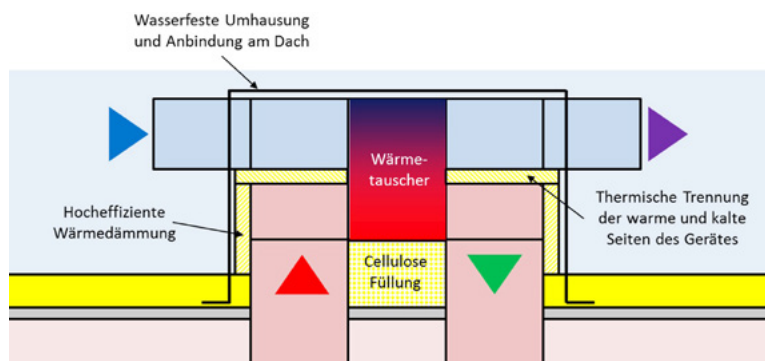 Wasserfeste Umhausung
und Anbindung am Dach
Wärme-
tauscher
Hocheffiziente
Wärmedämmung
Thermische Trennung
der warme und kalte
Seiten des Gerätes
Cellulose
Füllung